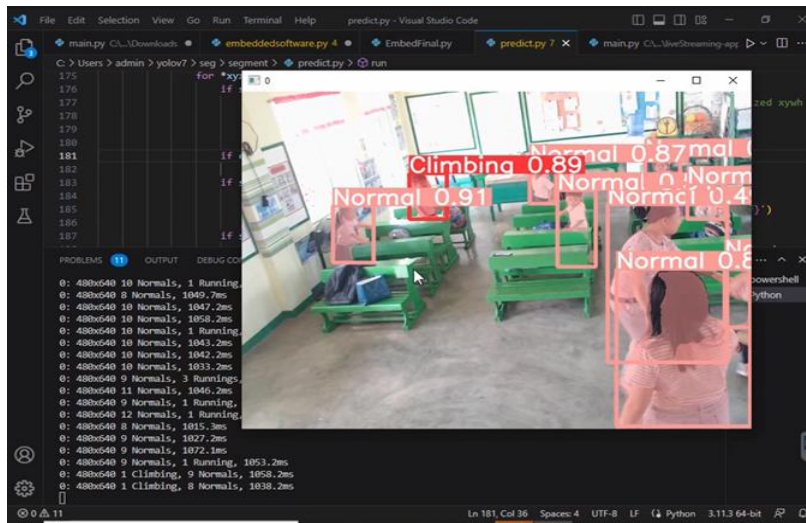 File Edit Selection View Go Run Terminal Help predict.py - Visual Studio Code
main.py C:\...\Downloads embeddedsoftware.py 4 EmbedFinal.py predict.py 7 main.py C:\...\liveStreaming-app
C: > Users > admin > yolov7 > seg > segment > predict.py > run
175 for *xy
176 if s
177 zed xywh
178
179
180
181 if
182
183 if s
184
185 ')
186
187 if s
0
Climbing 0.89
Normal 0.87
Normal 0.91
Normal
Normal 0.8
PROBLEMS 11 OUTPUT DEBUG CO
powershell
Python
0: 480x640 10 Normals, 1 Running,
0: 480x640 8 Normals, 1049.7ms
0: 480x640 10 Normals, 1047.2ms
0: 480x640 10 Normals, 1058.2ms
0: 480x640 10 Normals, 1 Running,
0: 480x640 10 Normals, 1043.2ms
0: 480x640 10 Normals, 1042.2ms
0: 480x640 10 Normals, 1033.2ms
0: 480x640 9 Normals, 3 Runnings,
0: 480x640 11 Normals, 1046.2ms
0: 480x640 9 Normals, 1 Running,
0: 480x640 12 Normals, 1 Running,
0: 480x640 8 Normals, 1015.3ms
0: 480x640 9 Normals, 1027.2ms
0: 480x640 9 Normals, 1072.1ms
0: 480x640 9 Normals, 1 Running, 1053.2ms
0: 480x640 1 Climbing, 9 Normals, 1058.2ms
0: 480x640 1 Climbing, 8 Normals, 1038.2ms
0 11 Ln 181, Col 36 Spaces: 4 UTF-8 LF Python 3.11.3 64-bit